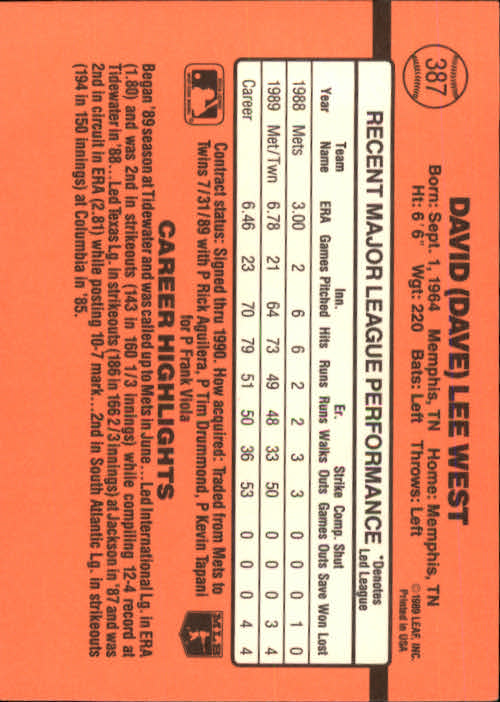 387
DAVID (DAVE) LEE WEST
Born: Sept. 1, 1964 Memphis, TN Home: Memphis, TN
Ht: 6'6" Wgt: 220 Bats: Left Throws: Left
©1989 LEAF, INC.
Printed in USA
RECENT MAJOR LEAGUE PERFORMANCE
*Denotes
Led League
Team Inn. Er. Strike Comp. Shut
Year Name ERA Games Pitched Hits Runs Runs Walks Outs Games Outs Save Won Lost
1988 Mets 3.00 2 6 6 2 2 3 3 0 0 0 1 0
1989 Met/Twn 6.78 21 64 73 49 48 33 50 0 0 0 3 4
Career 6.46 23 70 79 51 50 36 53 0 0 0 4 4
Contract status: Signed thru 1990. How acquired: Traded from Mets to
Twins 7/31/89 with P Rick Aguilera, P Tim Drummond, P Kevin Tapani
for P Frank Viola
MLB
CAREER HIGHLIGHTS
Began '89 season at Tidewater and was called up to Mets in June...Led International Lg. in ERA
(1.80) and was 2nd in strikeouts (143 in 160 1/3 innings) while compiling 12-4 record at
Tidewater in '88...Led Texas Lg. in strikeouts (186 in 166 2/3 innings) at Jackson in '87 and was
2nd in circuit in ERA (2.81) while posting 10-7 mark...2nd in South Atlantic Lg. in strikeouts
(194 in 150 innings) at Columbia in '85.